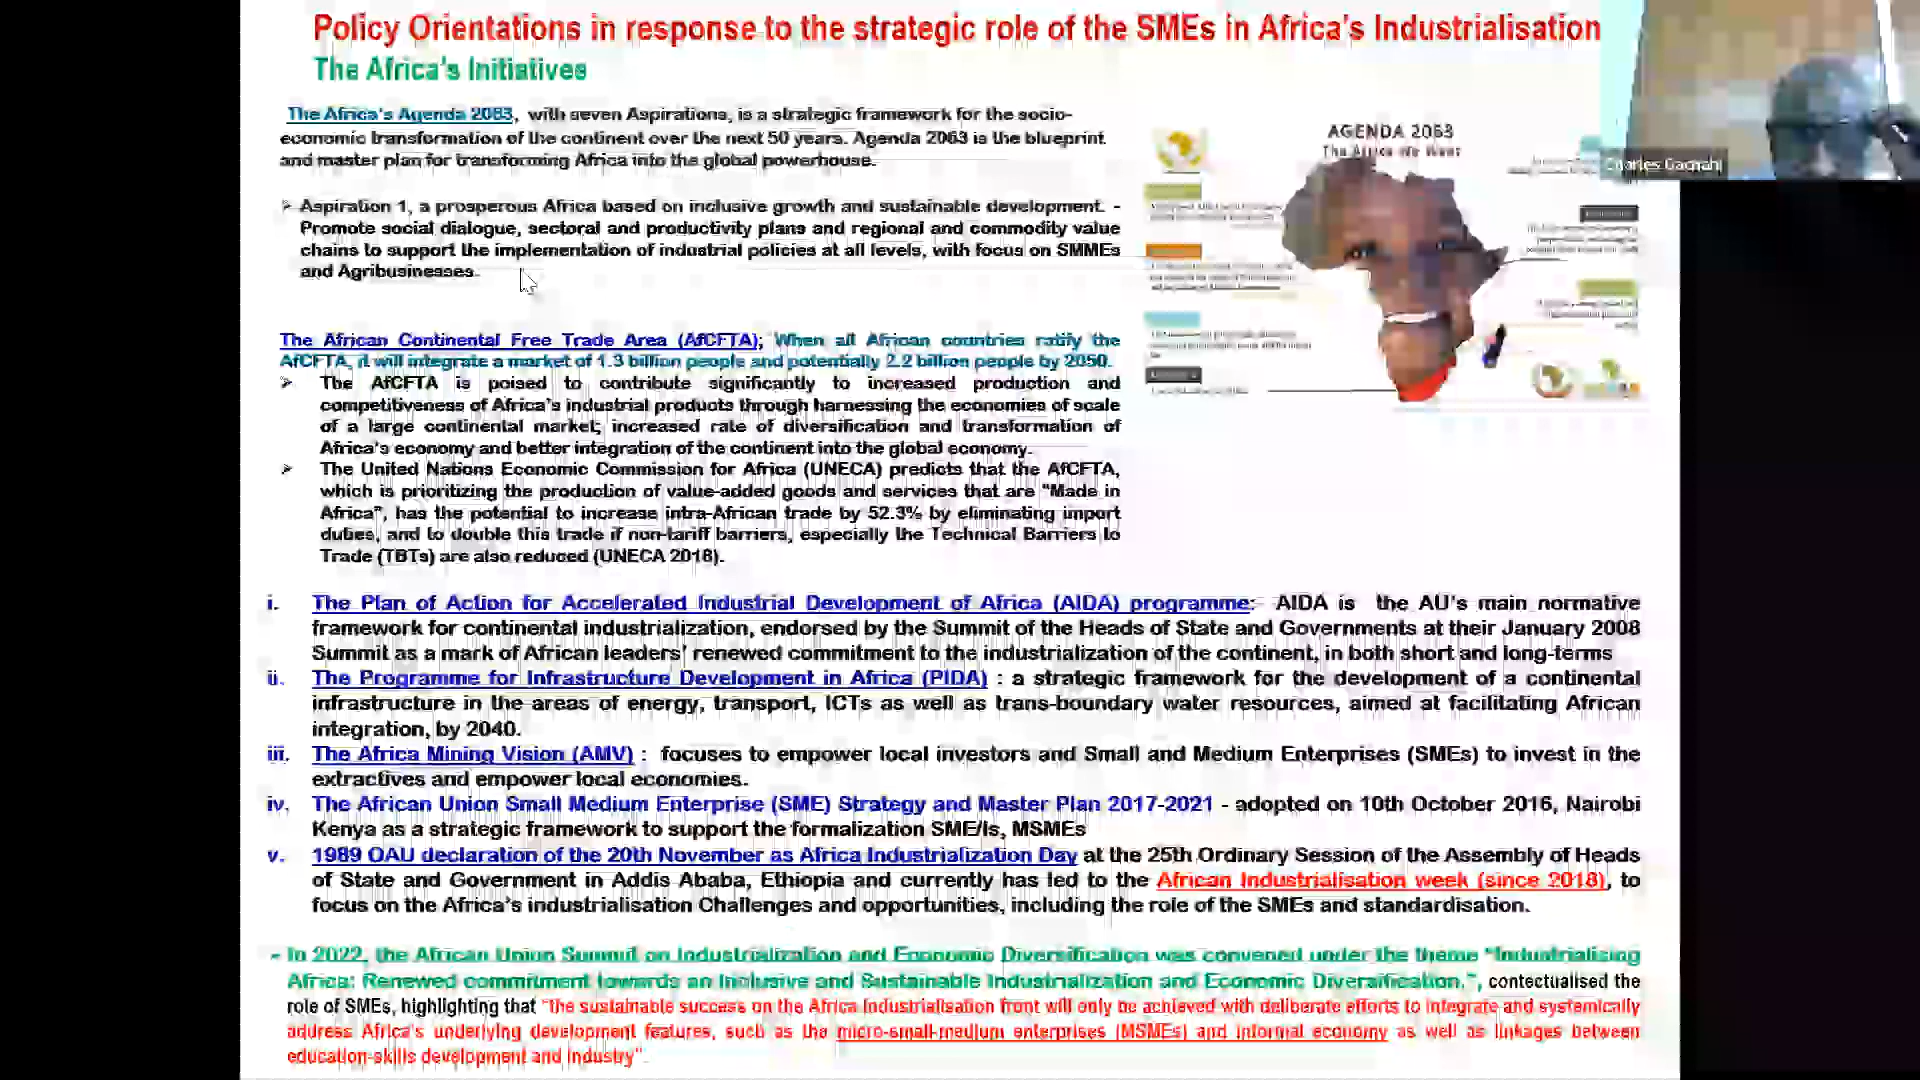 Policy Orientations in response to the strategic role of the SMEs in Africa's Industrialisation
The Africa's Initiatives
The Africa's Agenda 2063, with seven Aspirations, is a strategic framework for the socio-
economic transformation of the continent over the next 50 years. Agenda 2063 is the blueprint
and master plan for transforming Africa into the global powerhouse.
➢ Aspiration 1, a prosperous Africa based on inclusive growth and sustainable development. -
Promote social dialogue, sectoral and productivity plans and regional and commodity value
chains to support the implementation of industrial policies at all levels, with focus on SMMEs
and Agribusinesses.
AGENDA 2063
The Africa We Want
Charles Gachahi
The African Continental Free Trade Area (AfCFTA); When all African countries ratify the
AfCFTA, it will integrate a market of 1.3 billion people and potentially 2.2 billion people by 2050.
➢ The AfCFTA is poised to contribute significantly to increased production and
competitiveness of Africa's industrial products through harnessing the economies of scale
of a large continental market; increased rate of diversification and transformation of
Africa's economy and better integration of the continent into the global economy.
➢ The United Nations Economic Commission for Africa (UNECA) predicts that the AfCFTA,
which is prioritizing the production of value-added goods and services that are "Made in
Africa", has the potential to increase intra-African trade by 52.3% by eliminating import
duties, and to double this trade if non-tariff barriers, especially the Technical Barriers to
Trade (TBTs) are also reduced (UNECA 2018).
i. The Plan of Action for Accelerated Industrial Development of Africa (AIDA) programme: AIDA is the AU's main normative
framework for continental industrialization, endorsed by the Summit of the Heads of State and Governments at their January 2008
Summit as a mark of African leaders' renewed commitment to the industrialization of the continent, in both short and long-terms
ii. The Programme for Infrastructure Development in Africa (PIDA) : a strategic framework for the development of a continental
infrastructure in the areas of energy, transport, ICTs as well as trans-boundary water resources, aimed at facilitating African
integration, by 2040.
iii. The Africa Mining Vision (AMV) : focuses to empower local investors and Small and Medium Enterprises (SMEs) to invest in the
extractives and empower local economies.
iv. The African Union Small Medium Enterprise (SME) Strategy and Master Plan 2017-2021 - adopted on 10th October 2016, Nairobi
Kenya as a strategic framework to support the formalization SME/Is, MSMEs
v. 1989 OAU declaration of the 20th November as Africa Industrialization Day at the 25th Ordinary Session of the Assembly of Heads
of State and Government in Addis Ababa, Ethiopia and currently has led to the African Industrialisation week (since 2018), to
focus on the Africa's industrialisation Challenges and opportunities, including the role of the SMEs and standardisation.
- In 2022, the African Union Summit on Industrialization and Economic Diversification was convened under the theme "Industrialising
Africa: Renewed commitment towards an Inclusive and Sustainable Industrialization and Economic Diversification.", contectualised the
role of SMEs, highlighting that "the sustainable success on the Africa Industrialisation front will only be achieved with deliberate efforts to integrate and systemically
address Africa's underlying development features, such as the micro-small-medium enterprises (MSMEs) and informal economy as well as linkages between
education-skills development and industry".